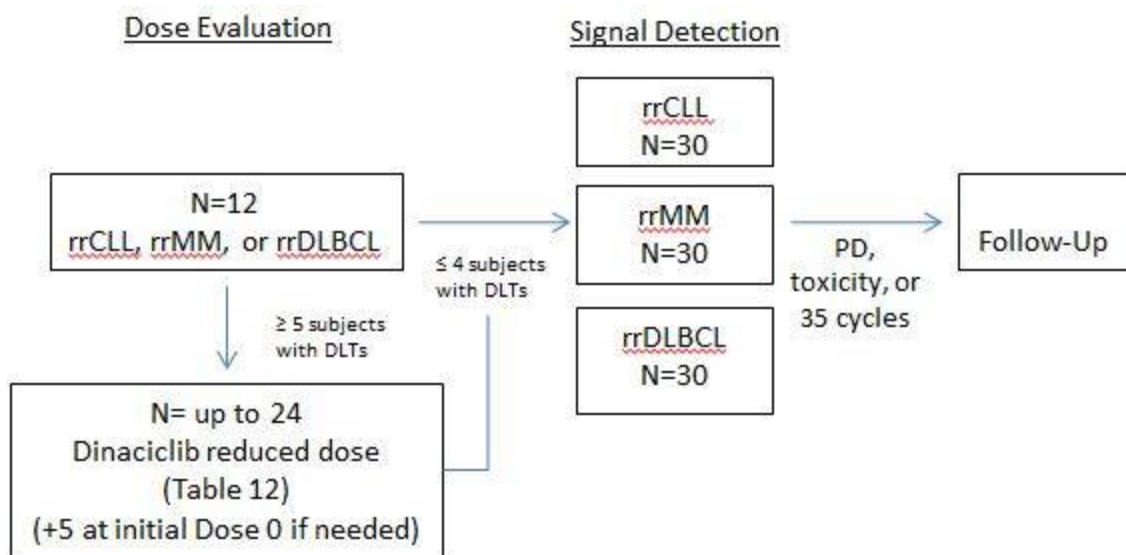 Dose Evaluation
Signal Detection
N=12
rrCLL, rrMM, or rrDLBCL
≥ 5 subjects
with DLTs
N= up to 24
Dinaciclib reduced dose
(Table 12)
(+5 at initial Dose 0 if needed)
≤ 4 subjects
with DLTs
rrCLL
N=30
rrMM
N=30
rrDLBCL
N=30
PD,
toxicity, or
35 cycles
Follow-Up